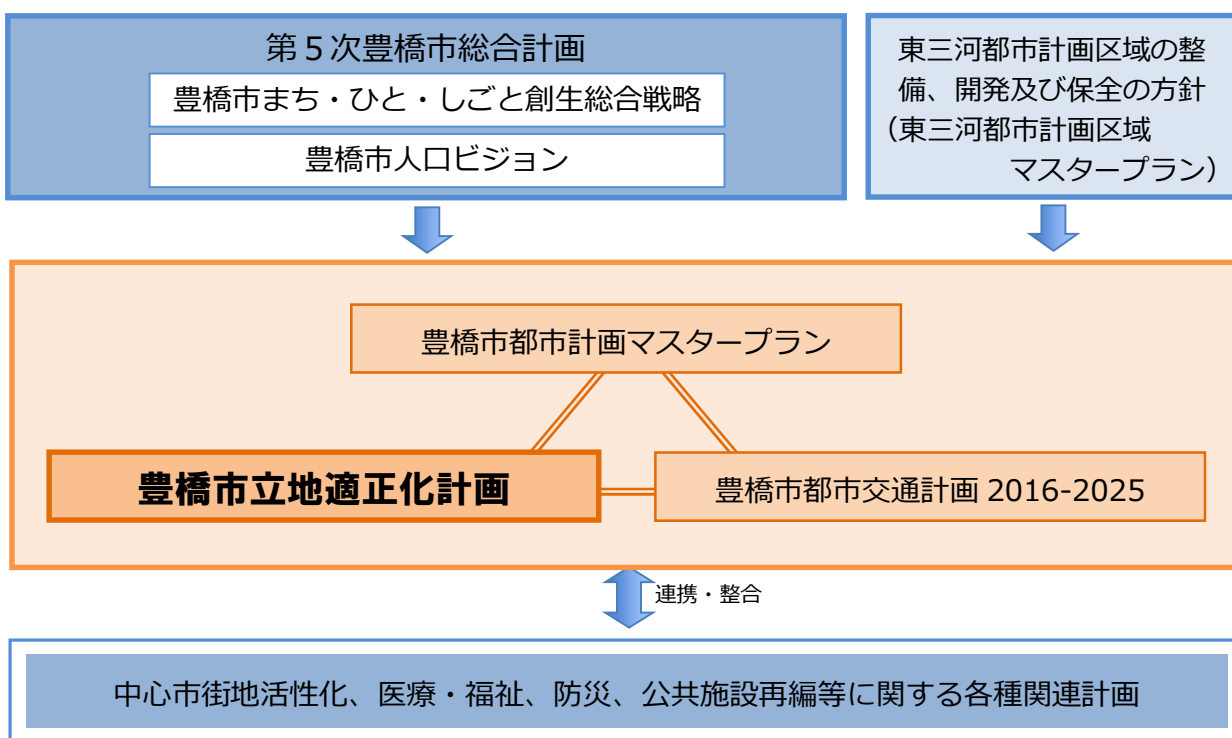 第5次豊橋市総合計画
豊橋市まち・ひと・しごと創生総合戦略
豊橋市人口ビジョン
東三河都市計画区域の整
備、開発及び保全の方針
（東三河都市計画区域
マスタープラン）
豊橋市都市計画マスタープラン
豊橋市立地適正化計画
豊橋市都市交通計画 2016-2025
連携・整合
中心市街地活性化、医療・福祉、防災、公共施設再編等に関する各種関連計画